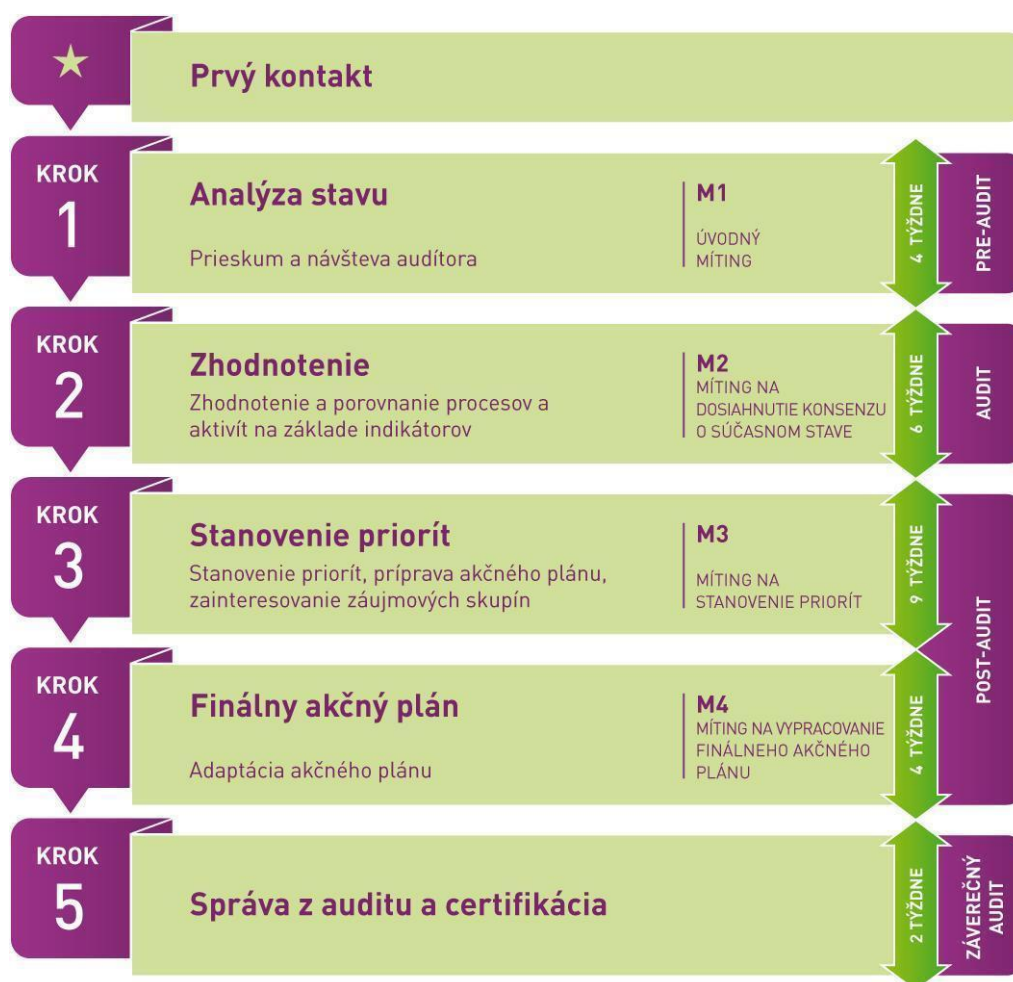 Prvý kontakt
KROK
1
Analýza stavu
Prieskum a návšteva audítora
M1
ÚVODNÝ
MÍTING
4 TÝŽDNE
PRE-AUDIT
KROK
2
Zhodnotenie
Zhodnotenie a porovnanie procesov a
aktivít na základe indikátorov
M2
MÍTING NA
DOSIAHNUTIE KONSENZU
O SÚČASNOM STAVE
6 TÝŽDNE
AUDIT
KROK
3
Stanovenie priorít
Stanovenie priorít, príprava akčného plánu,
zainteresovanie záujmových skupín
M3
MÍTING NA
STANOVENIE PRIORÍT
9 TÝŽDNE
POST-AUDIT
KROK
4
Finálny akčný plán
Adaptácia akčného plánu
M4
MÍTING NA VYPRACOVANIE
FINÁLNEHO AKČNÉHO
PLÁNU
4 TÝŽDNE
KROK
5
Správa z auditu a certifikácia
2 TÝŽDNE
ZÁVEREČNÝ
AUDIT